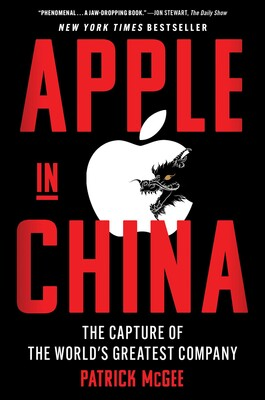 "PHENOMENAL . . . A JAW-DROPPING BOOK." —JON STEWART, The Daily Show
NEW YORK TIMES BESTSELLER
APPLE
IN
CHINA
THE CAPTURE OF
THE WORLD'S GREATEST COMPANY
PATRICK McGEE